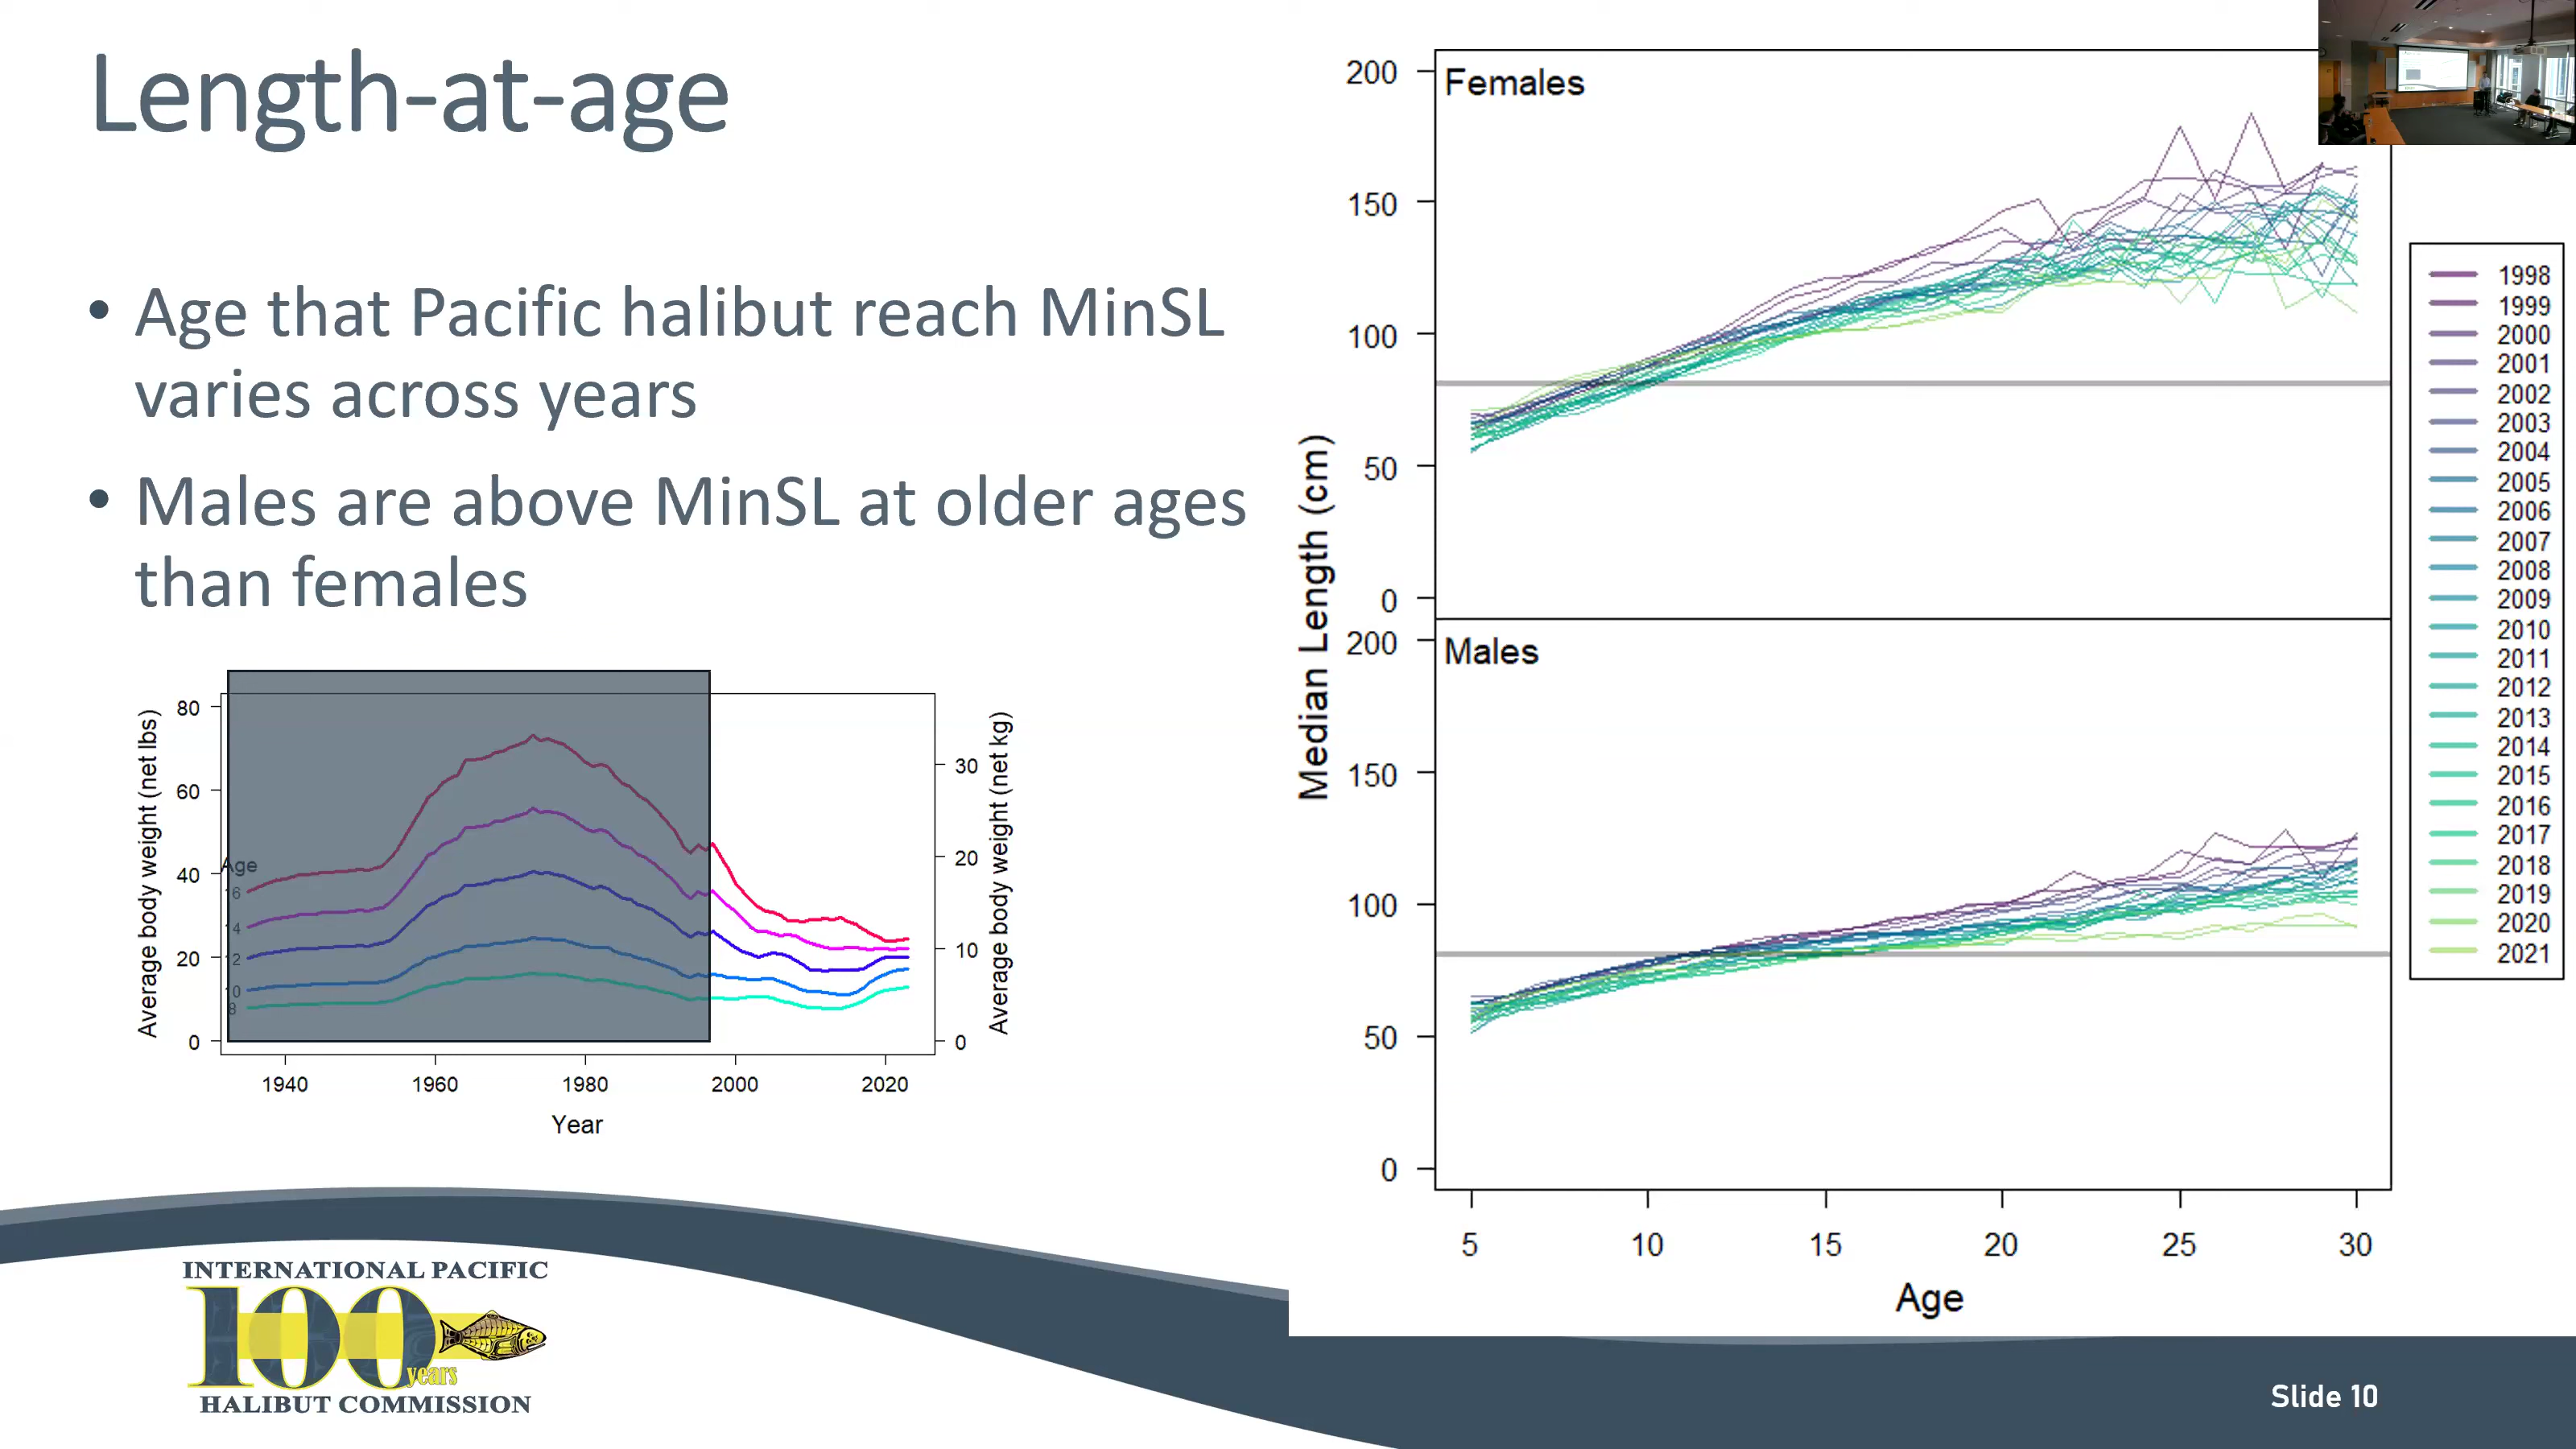 Length-at-age
• Age that Pacific halibut reach MinSL
varies across years
• Males are above MinSL at older ages
than females
Average body weight (net lbs)
80
60
40
20
0
Age
6
4
2
0
8
30
20
10
0
Average body weight (net kg)
1940 1960 1980 2000 2020
Year
Median Length (cm)
Females
200
150
100
50
0
Males
200
150
100
50
0
5 10 15 20 25 30
Age
1998
1999
2000
2001
2002
2003
2004
2005
2006
2007
2008
2009
2010
2011
2012
2013
2014
2015
2016
2017
2018
2019
2020
2021
INTERNATIONAL PACIFIC
100
years
HALIBUT COMMISSION
Slide 10